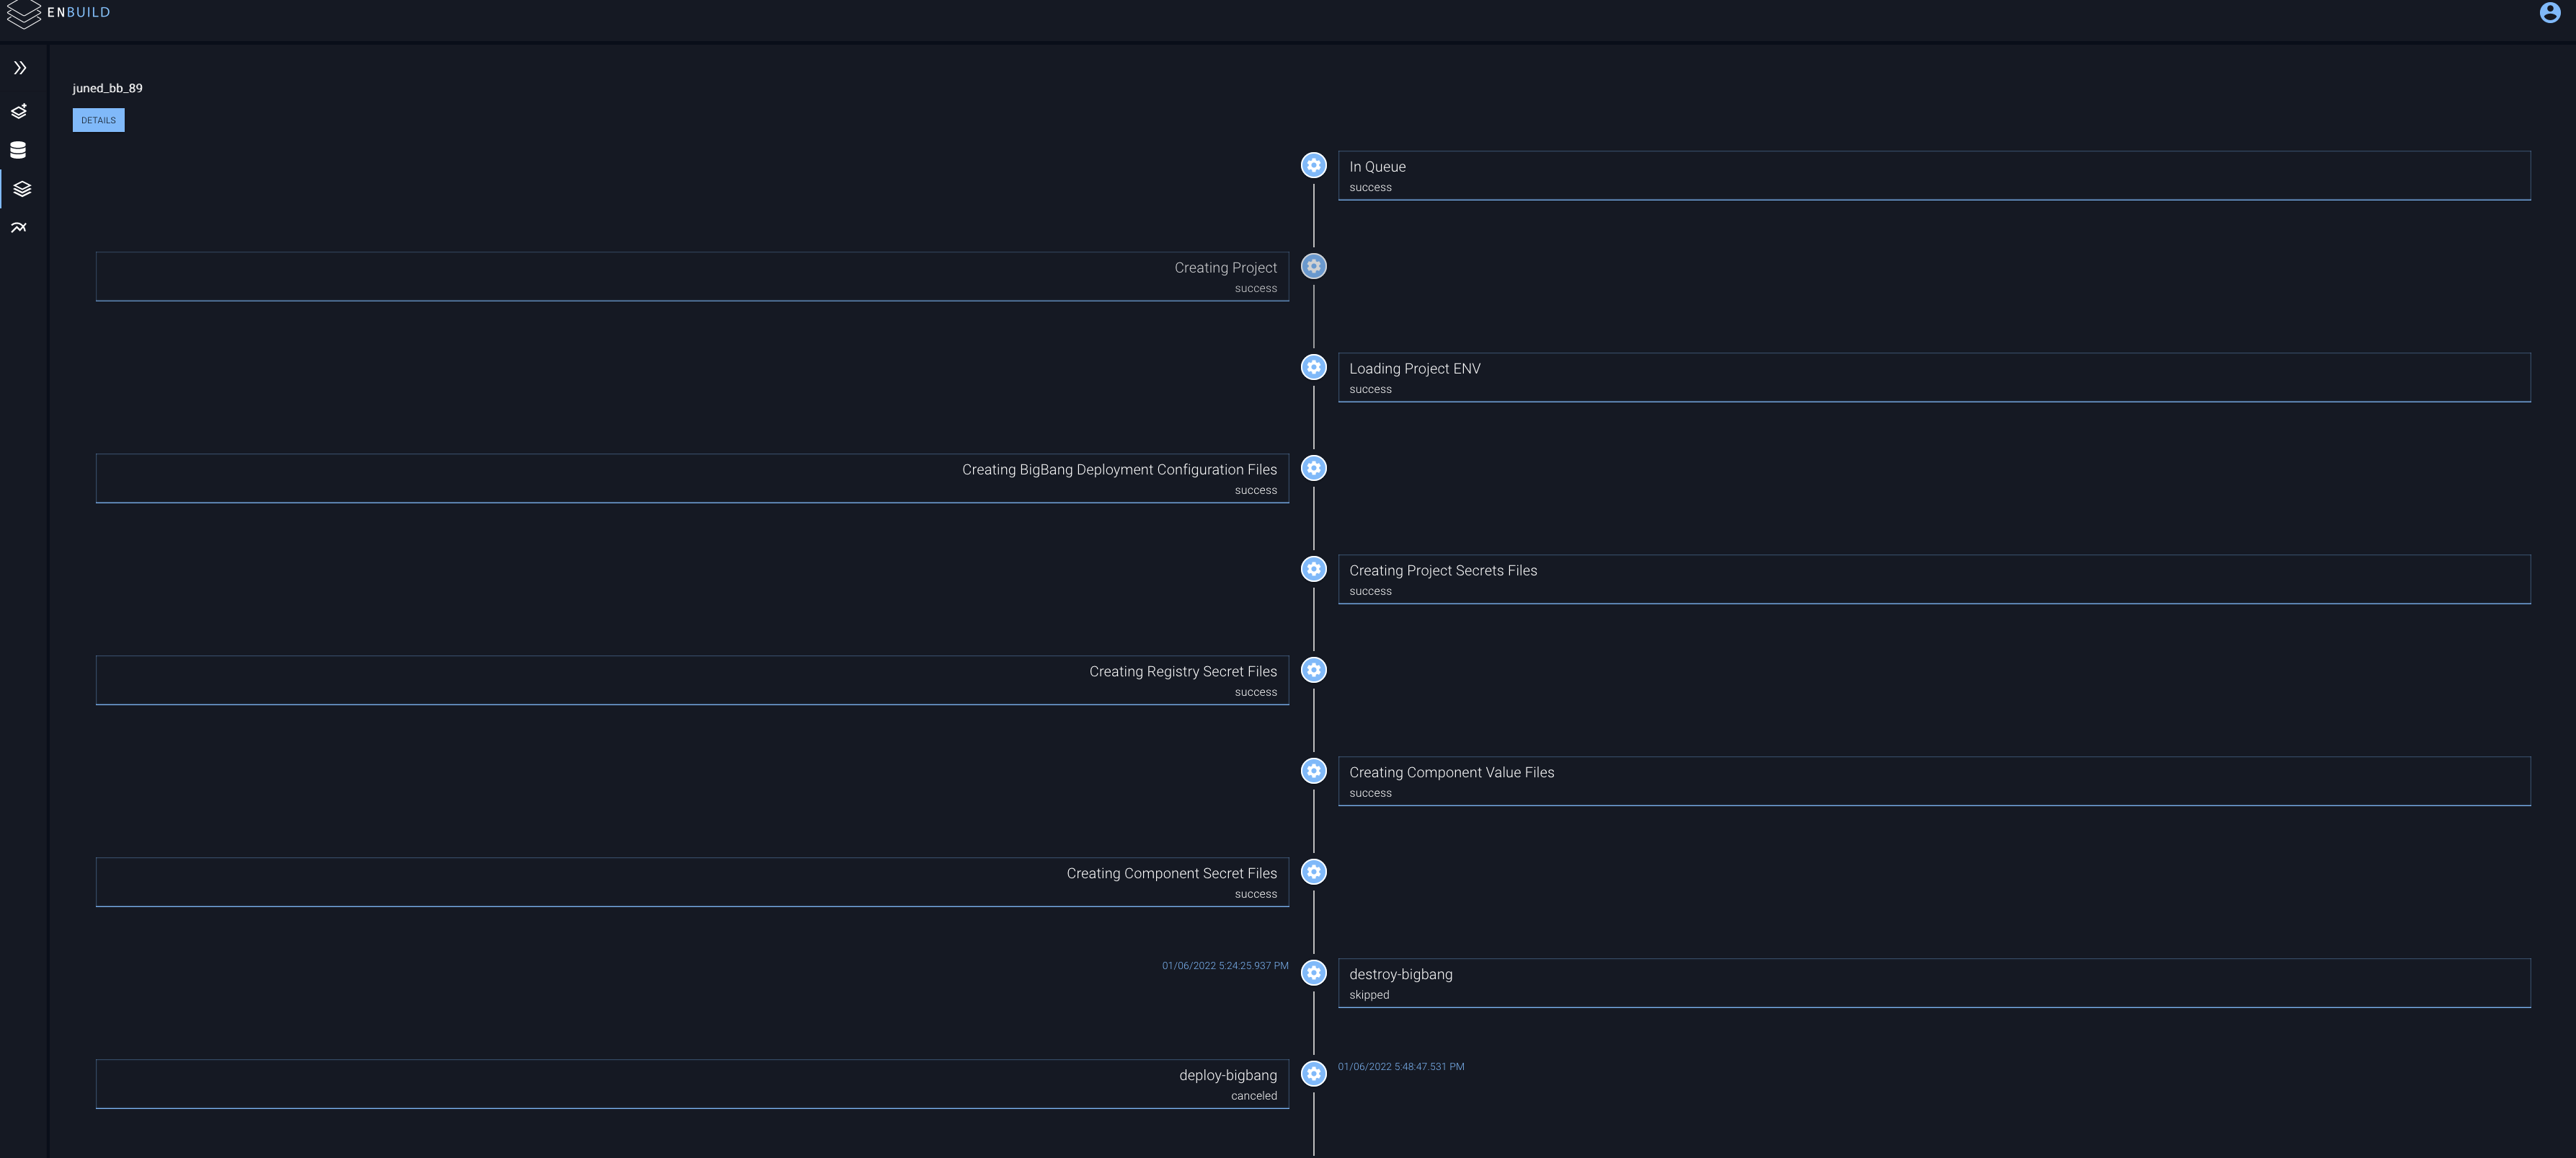 ENBUILD
juned_bb_89
DETAILS
In Queue
success
Creating Project
success
Loading Project ENV
success
Creating BigBang Deployment Configuration Files
success
Creating Project Secrets Files
success
Creating Registry Secret Files
success
Creating Component Value Files
success
Creating Component Secret Files
success
01/06/2022 5:24:25.937 PM
destroy-bigbang
skipped
deploy-bigbang
canceled
01/06/2022 5:48:47.531 PM